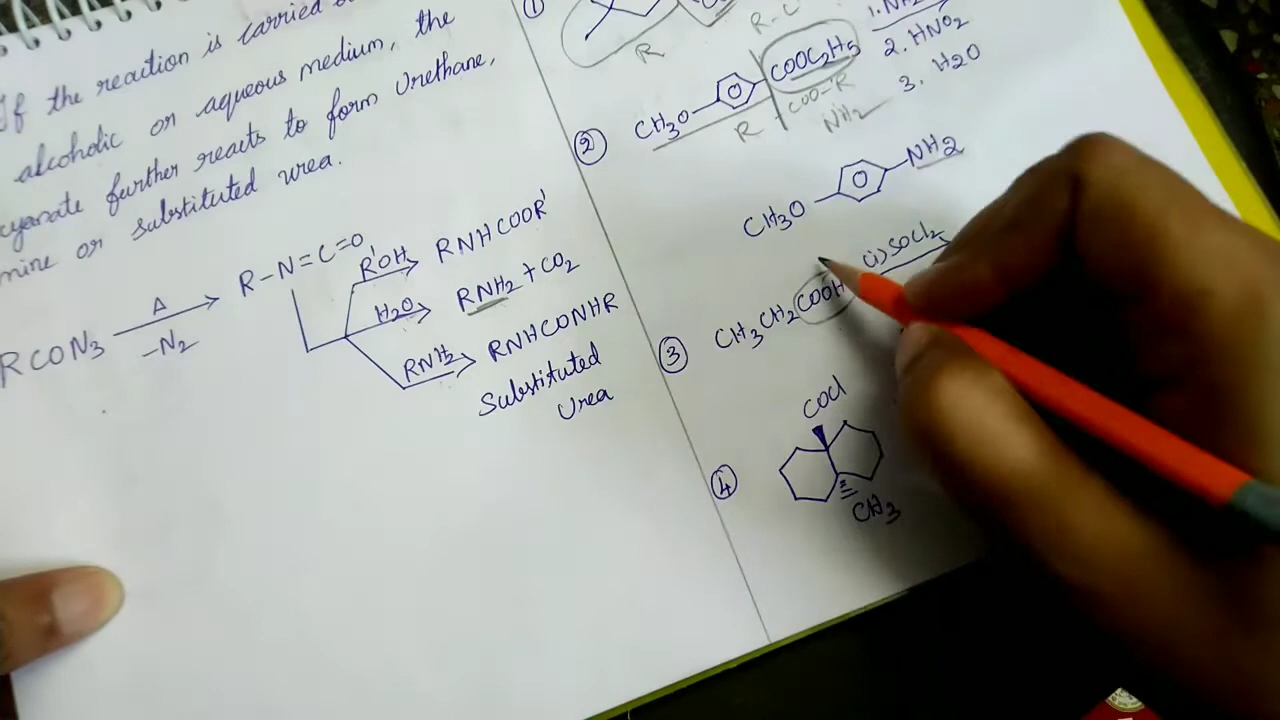 If the reaction is carried
alcoholic or aqueous medium, the
cyanate further reacts to form Urethane,
mine or substituted urea.
RCON3 Δ -N2 R-N=C=O
R'OH RNHCOOR'
H2O RNH2 + CO2
RNH2 RNHCONHR
Substituted
Urea
①
R
② CH3O COOC2H5
2. HNO2
3. H2O
R COO-R
NH2
CH3O NH2
③ CH3CH2COOH (i) SOCl2
④ COCl
CH3